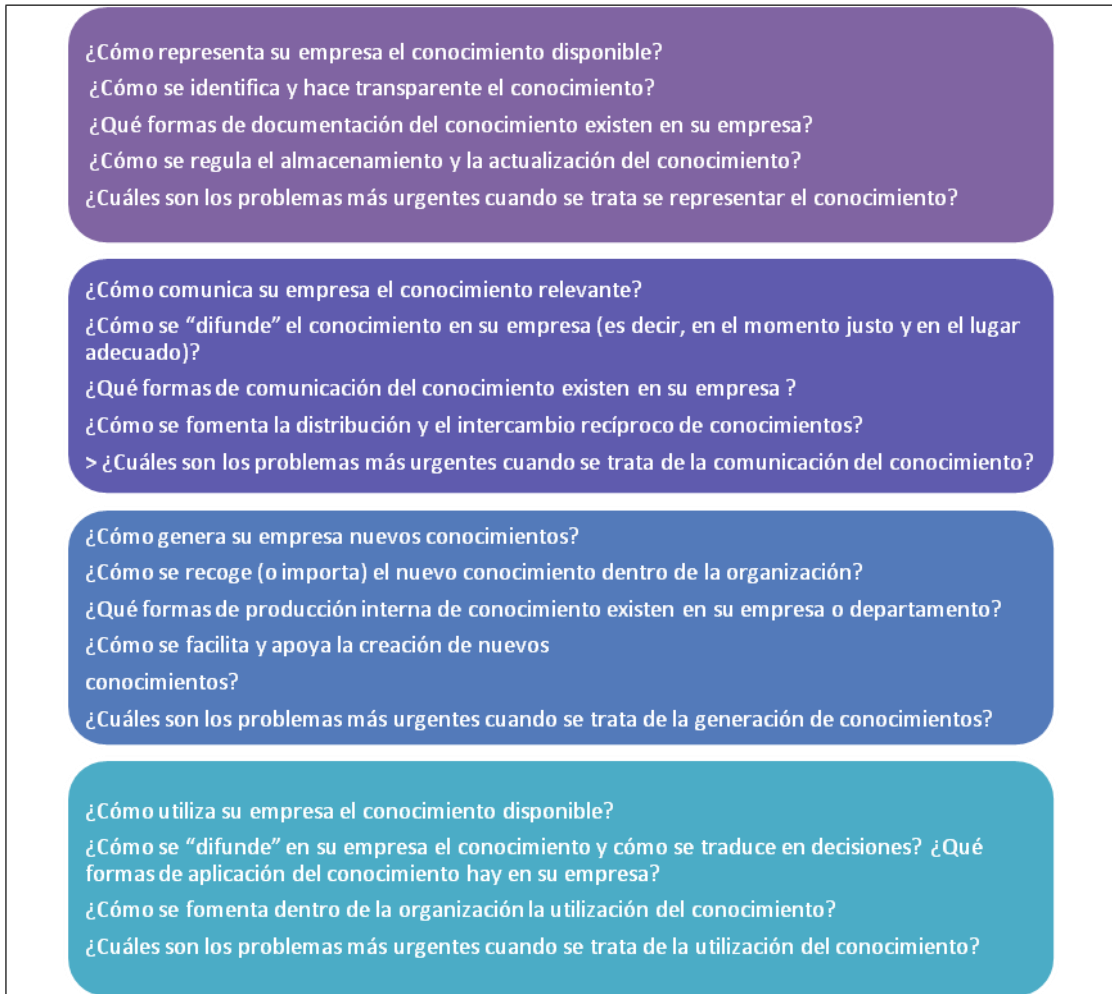 ¿Cómo representa su empresa el conocimiento disponible?
¿Cómo se identifica y hace transparente el conocimiento?
¿Qué formas de documentación del conocimiento existen en su empresa?
¿Cómo se regula el almacenamiento y la actualización del conocimiento?
¿Cuáles son los problemas más urgentes cuando se trata se representar el conocimiento?
¿Cómo comunica su empresa el conocimiento relevante?
¿Cómo se “difunde” el conocimiento en su empresa (es decir, en el momento justo y en el lugar
adecuado)?
¿Qué formas de comunicación del conocimiento existen en su empresa ?
¿Cómo se fomenta la distribución y el intercambio recíproco de conocimientos?
> ¿Cuáles son los problemas más urgentes cuando se trata de la comunicación del conocimiento?
¿Cómo genera su empresa nuevos conocimientos?
¿Cómo se recoge (o importa) el nuevo conocimiento dentro de la organización?
¿Qué formas de producción interna de conocimiento existen en su empresa o departamento?
¿Cómo se facilita y apoya la creación de nuevos
conocimientos?
¿Cuáles son los problemas más urgentes cuando se trata de la generación de conocimientos?
¿Cómo utiliza su empresa el conocimiento disponible?
¿Cómo se “difunde” en su empresa el conocimiento y cómo se traduce en decisiones? ¿Qué
formas de aplicación del conocimiento hay en su empresa?
¿Cómo se fomenta dentro de la organización la utilización del conocimiento?
¿Cuáles son los problemas más urgentes cuando se trata de la utilización del conocimiento?